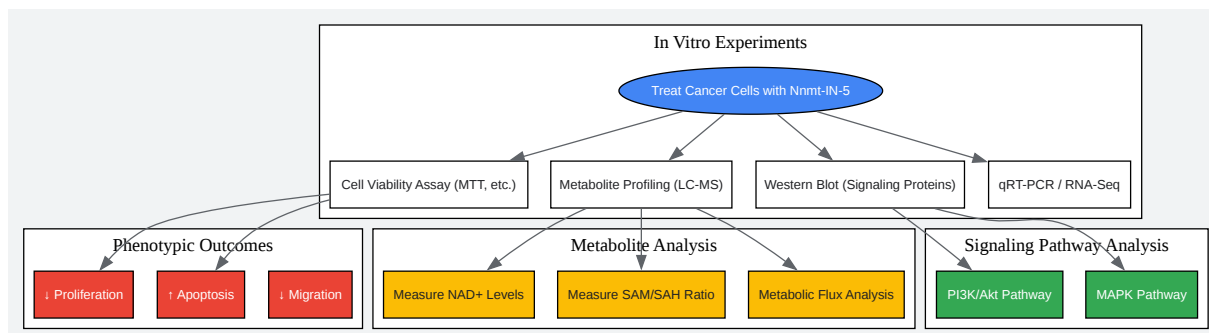 In Vitro Experiments
Treat Cancer Cells with Nnmt-IN-5
Cell Viability Assay (MTT, etc.)
Metabolite Profiling (LC-MS)
Western Blot (Signaling Proteins)
qRT-PCR / RNA-Seq
Phenotypic Outcomes
↓ Proliferation
↑ Apoptosis
↓ Migration
Metabolite Analysis
Measure NAD+ Levels
Measure SAM/SAH Ratio
Metabolic Flux Analysis
Signaling Pathway Analysis
PI3K/Akt Pathway
MAPK Pathway